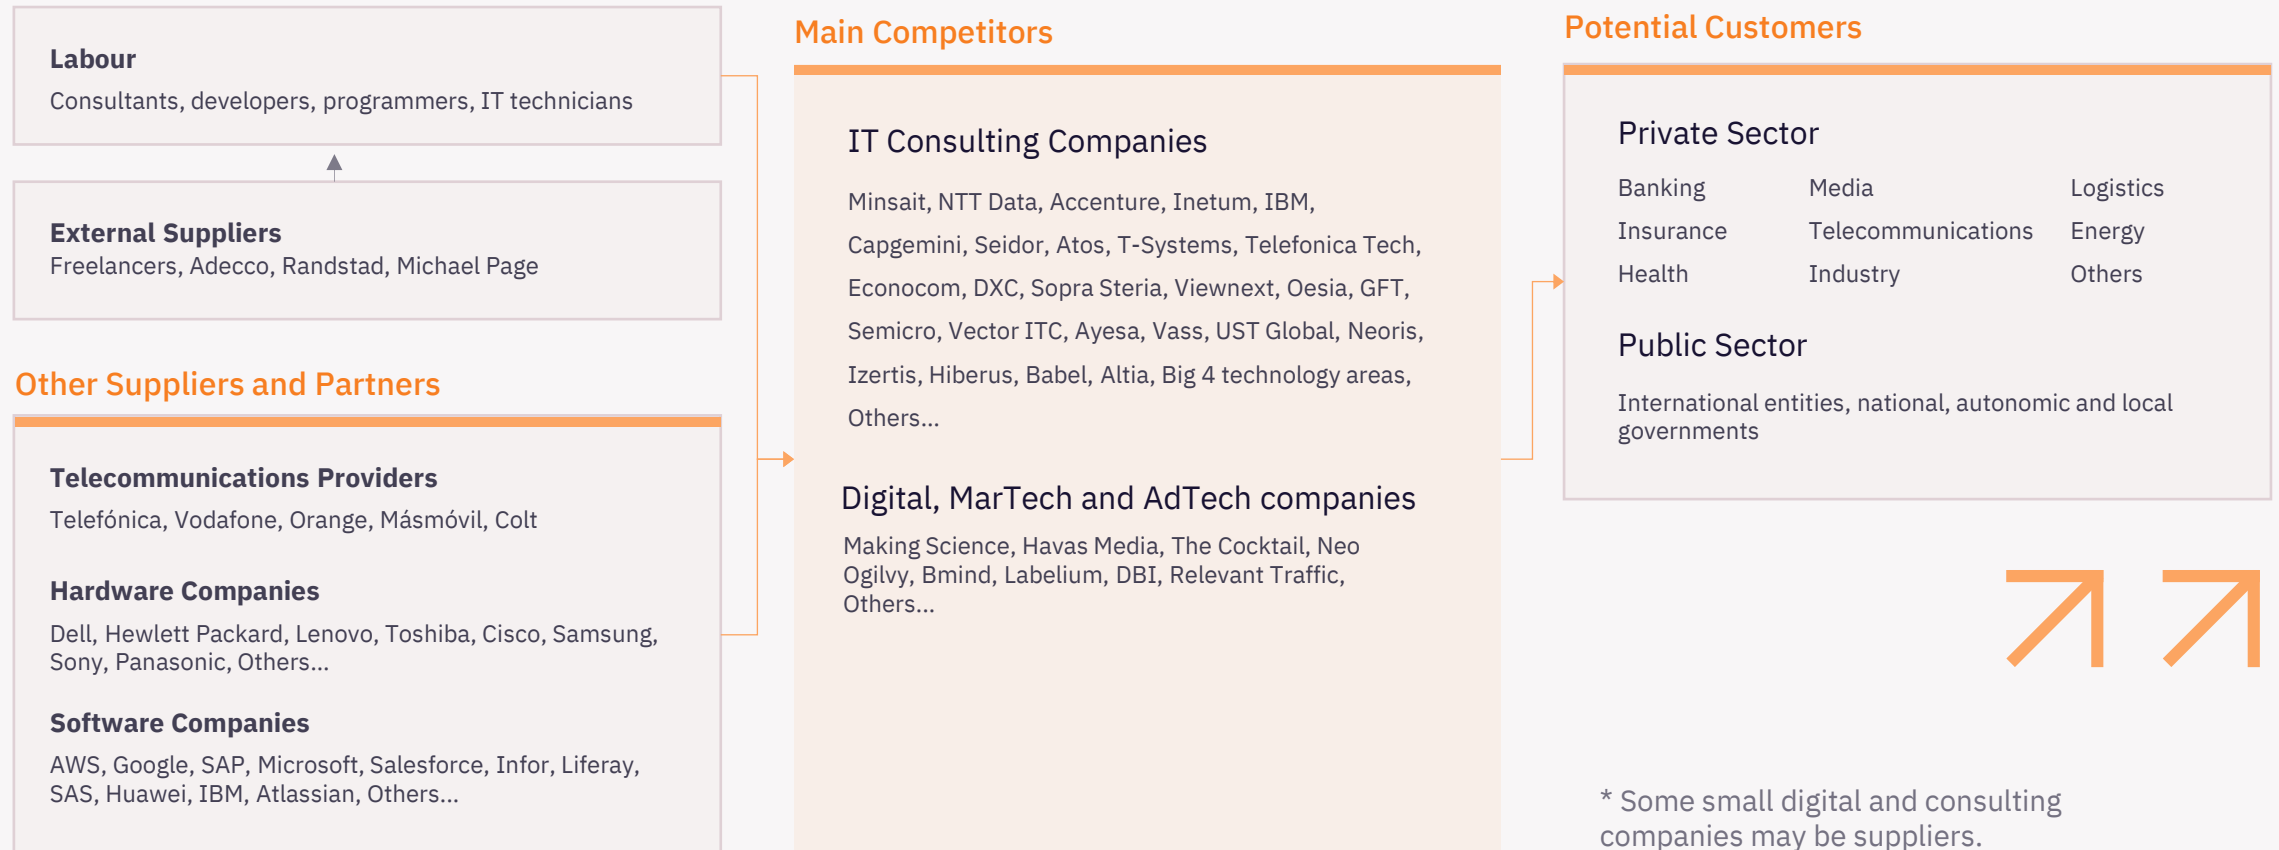 Labour
Consultants, developers, programmers, IT technicians
External Suppliers
Freelancers, Adecco, Randstad, Michael Page
Other Suppliers and Partners
Telecommunications Providers
Telefónica, Vodafone, Orange, Másmóvil, Colt
Hardware Companies
Dell, Hewlett Packard, Lenovo, Toshiba, Cisco, Samsung,
Sony, Panasonic, Others...
Software Companies
AWS, Google, SAP, Microsoft, Salesforce, Infor, Liferay,
SAS, Huawei, IBM, Atlassian, Others...
Main Competitors
IT Consulting Companies
Minsait, NTT Data, Accenture, Inetum, IBM,
Capgemini, Seidor, Atos, T-Systems, Telefonica Tech,
Econocom, DXC, Sopra Steria, Viewnext, Oesia, GFT,
Semicro, Vector ITC, Ayesa, Vass, UST Global, Neoris,
Izertis, Hiberus, Babel, Altia, Big 4 technology areas,
Others...
Digital, MarTech and AdTech companies
Making Science, Havas Media, The Cocktail, Neo
Ogilvy, Bmind, Labelium, DBI, Relevant Traffic,
Others...
Potential Customers
Private Sector
Banking Media Logistics
Insurance Telecommunications Energy
Health Industry Others
Public Sector
International entities, national, autonomic and local
governments
* Some small digital and consulting
companies may be suppliers.